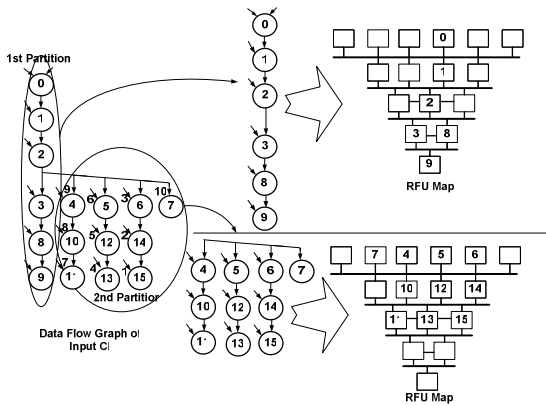 1st Partition
0
1
2
3 9 4 6 5 3 6 10 7
8 8 10 5 12 2 14
9 7 11 4 13 1 15
2nd Partition
Data Flow Graph of
Input CI
0
1
2
3
8
9
0
1
2
3 8
9
RFU Map
4 5 6 7
10 12 14
11 13 15
7 4 5 6
10 12 14
11 13 15
RFU Map